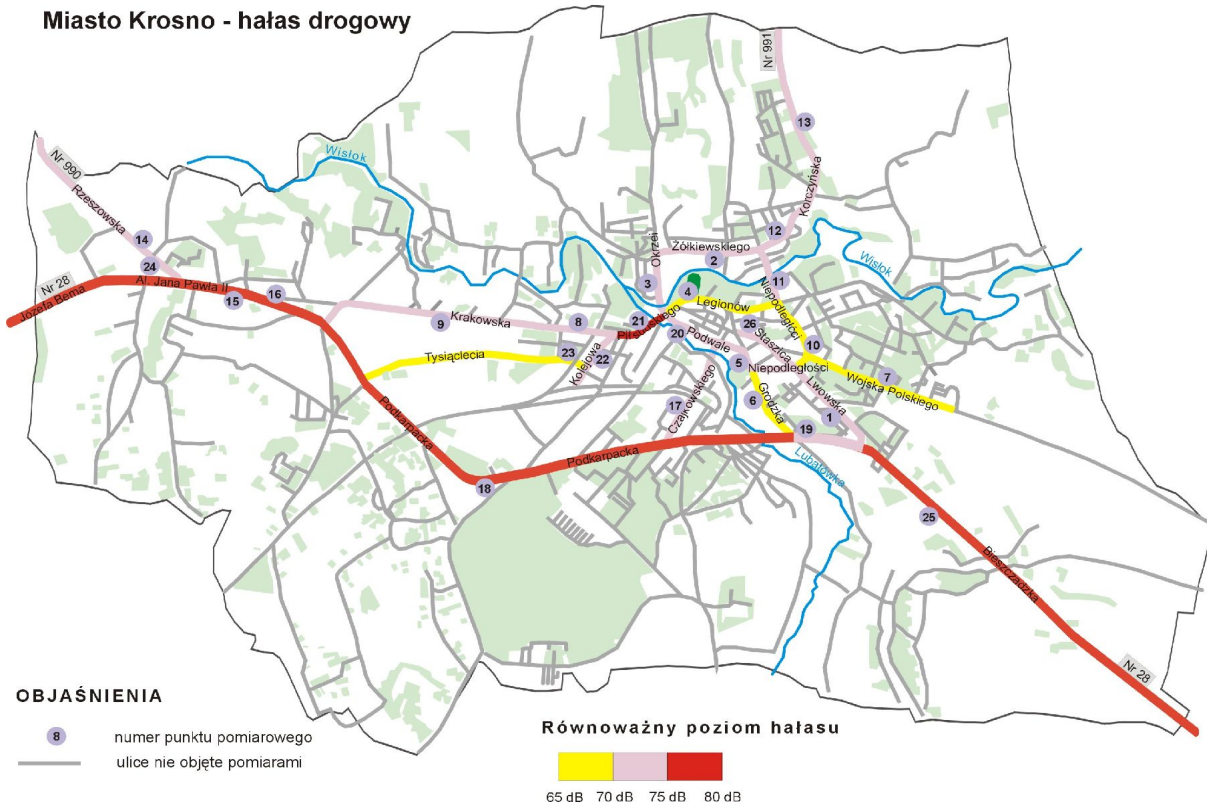 Miasto Krosno - hałas drogowy
Nr 991
13
Wisłok
Korczyńska
Nr 990
Rzeszowska
14
24
12
Żółkiewskiego
2
Okrzei
Wisłok
3
4
11
Niepodległości
Legionów
Nr 28
Józefa Bema
Al. Jana Pawła II
15
16
9
Krakowska
8
21
Piłsudskiego
20
Podwale
26
Staszica
10
Tysiąclecia
23
22
Kolejowa
5
Niepodległości
7
Wojska Polskiego
Lwowska
6
Grodzka
1
19
17
Czajkowskiego
Podkarpacka
Podkarpacka
18
Lubatówka
25
Bieszczadzka
Nr 28
OBJAŚNIENIA
8 numer punktu pomiarowego
ulice nie objęte pomiarami
Równoważny poziom hałasu
65 dB 70 dB 75 dB 80 dB